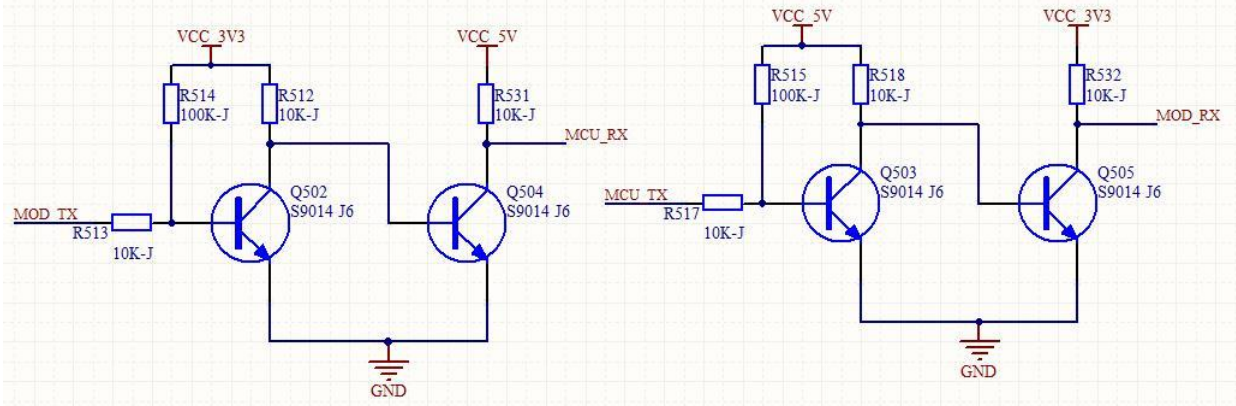 VCC_3V3
VCC_5V
R514
100K-J
R512
10K-J
R531
10K-J
MCU_RX
Q502
S9014 J6
Q504
S9014 J6
MOD_TX
R513
10K-J
GND
VCC_5V
VCC_3V3
R515
100K-J
R518
10K-J
R532
10K-J
MOD_RX
Q503
S9014 J6
Q505
S9014 J6
MCU_TX
R517
10K-J
GND